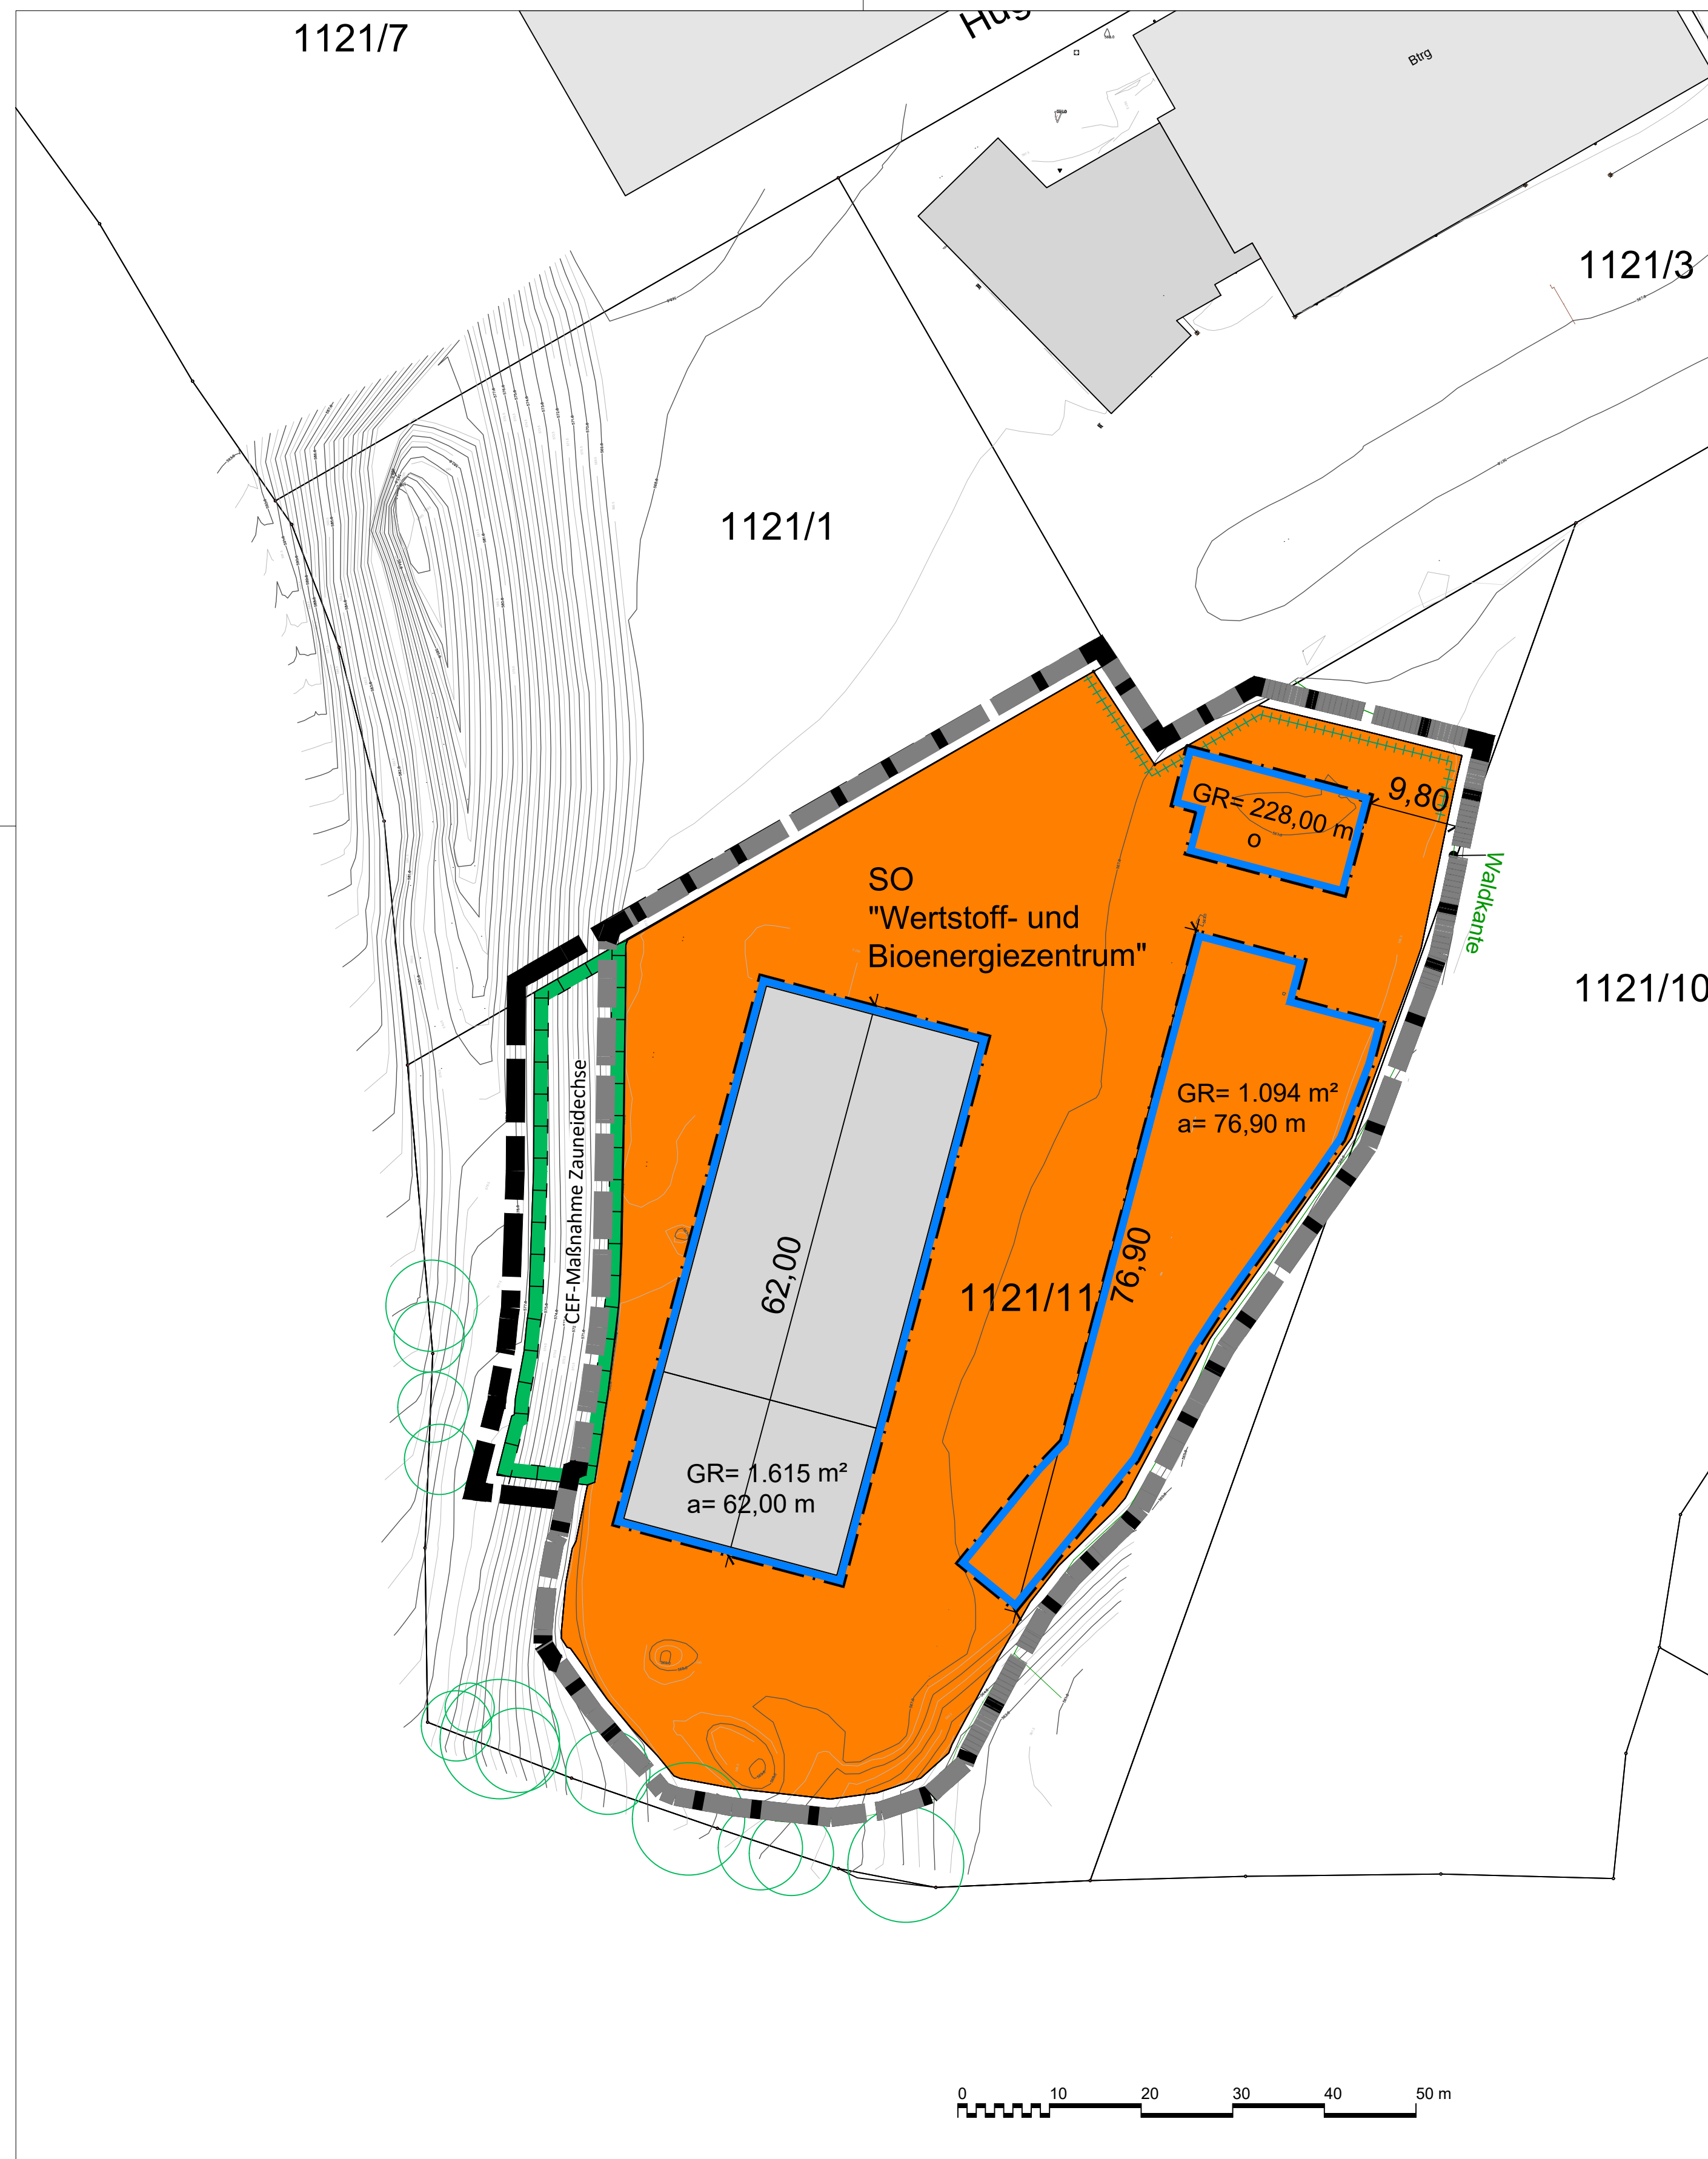 1121/7
Btrg
1121/3
1121/1
9,80
GR= 228,00 m
o
Waldkante
SO
"Wertstoff- und
Bioenergiezentrum"
1121/10
GR= 1.094 m²
a= 76,90 m
CEF-Maßnahme Zauneidechse
62,00
76,90
1121/11
GR= 1.615 m²
a= 62,00 m
0 10 20 30 40 50 m